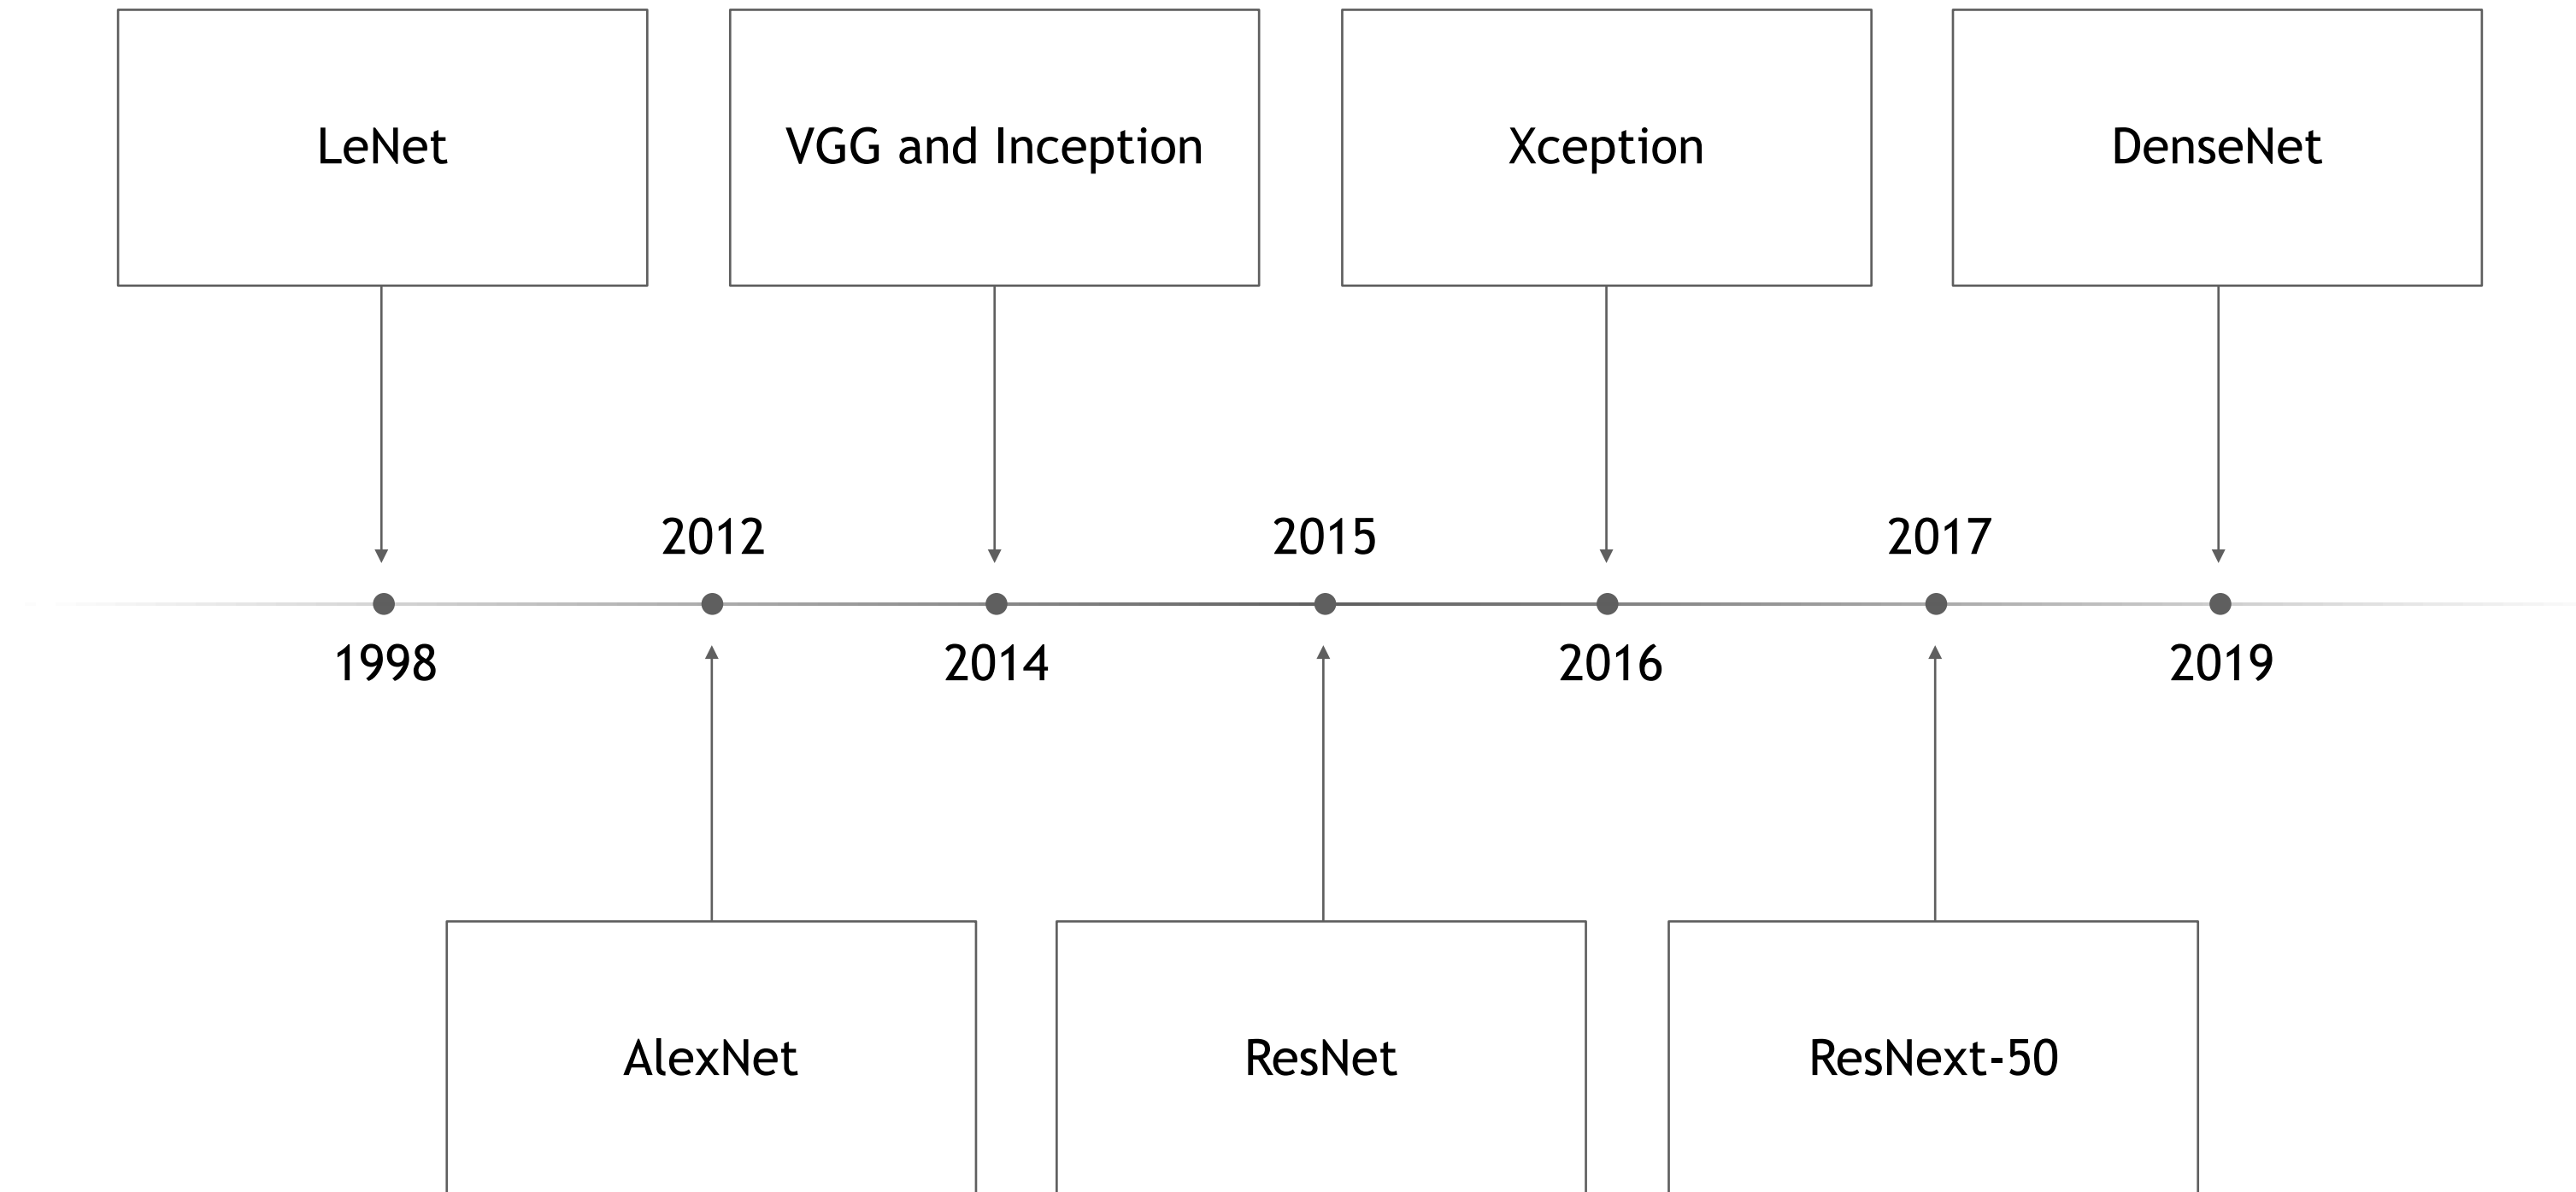 LeNet
VGG and Inception
Xception
DenseNet
2012
2015
2017
1998
2014
2016
2019
AlexNet
ResNet
ResNext-50